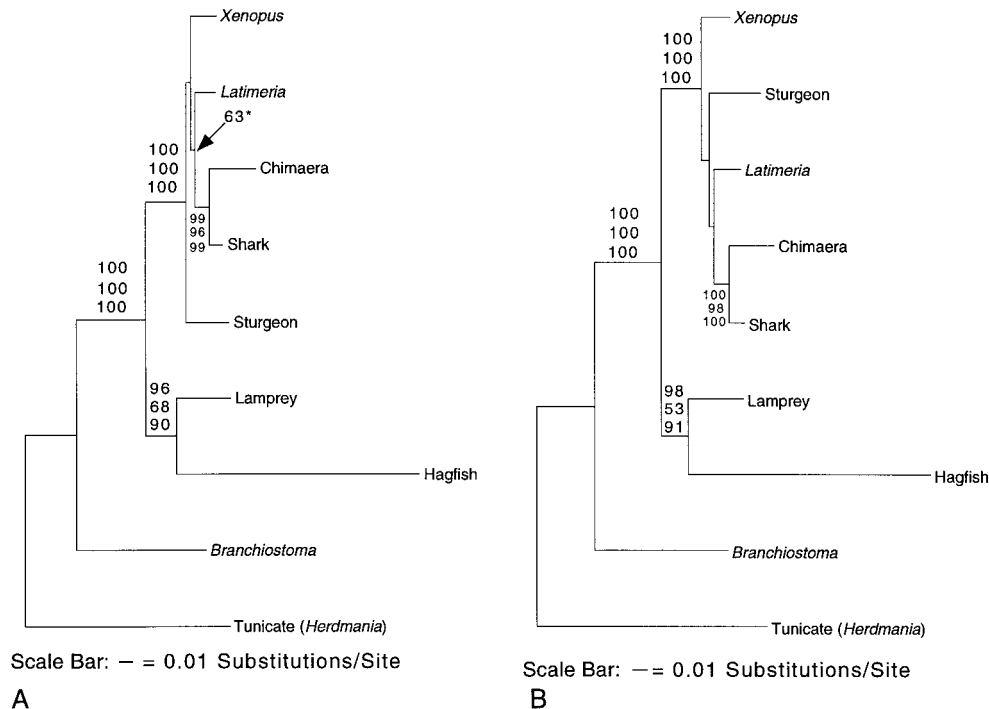 Xenopus
Latimeria
63*
100
100
100
Chimaera
99
96
99
Shark
100
100
100
Sturgeon
96
68
90
Lamprey
Hagfish
Branchiostoma
Tunicate (Herdmania)
Scale Bar: – = 0.01 Substitutions/Site
A
Xenopus
100
100
100
Sturgeon
Latimeria
100
100
100
Chimaera
100
98
100
Shark
98
53
91
Lamprey
Hagfish
Branchiostoma
Tunicate (Herdmania)
Scale Bar: – = 0.01 Substitutions/Site
B